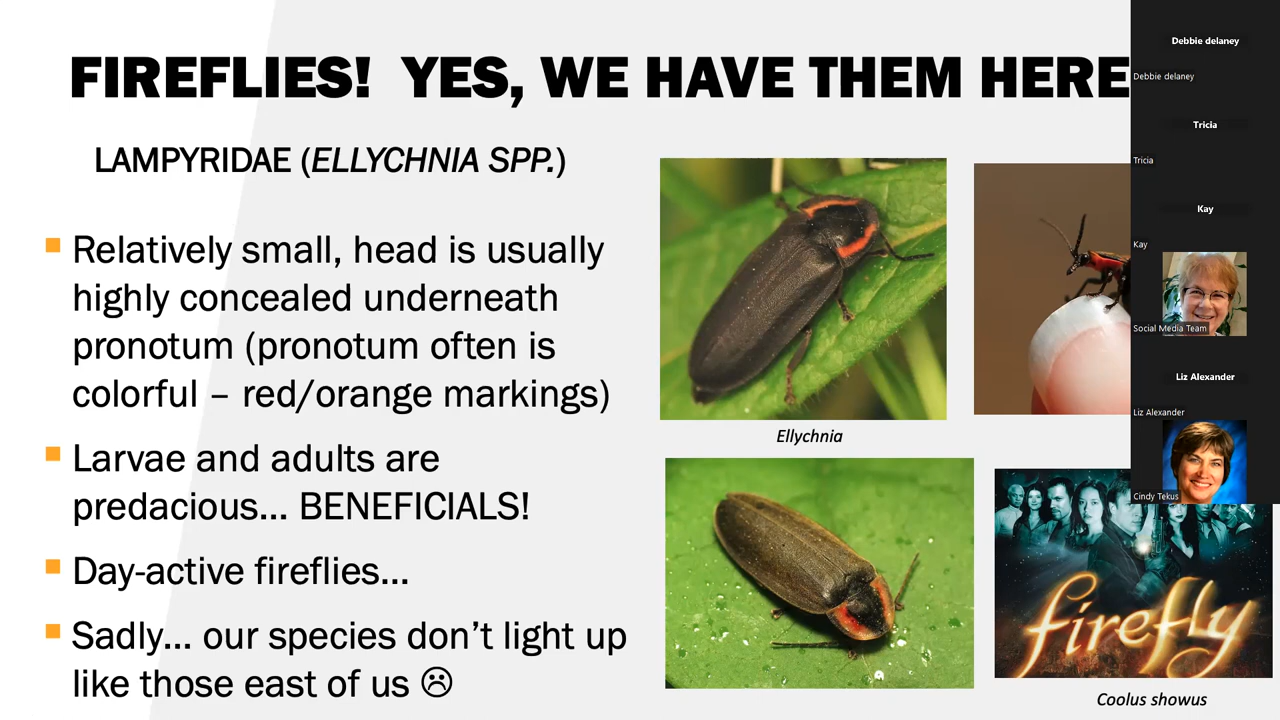 FIREFLIES! YES, WE HAVE THEM HERE
LAMPYRIDAE (ELLYCHNIA SPP.)
Relatively small, head is usually
highly concealed underneath
pronotum (pronotum often is
colorful – red/orange markings)
Larvae and adults are
predacious... BENEFICIALS!
Day-active fireflies...
Sadly... our species don't light up
like those east of us ☹
Ellychnia
firefly
Coolus showus
Debbie delaney
Debbie delaney
Tricia
Tricia
Kay
Kay
Social Media Team
Liz Alexander
Liz Alexander
Cindy Tekus